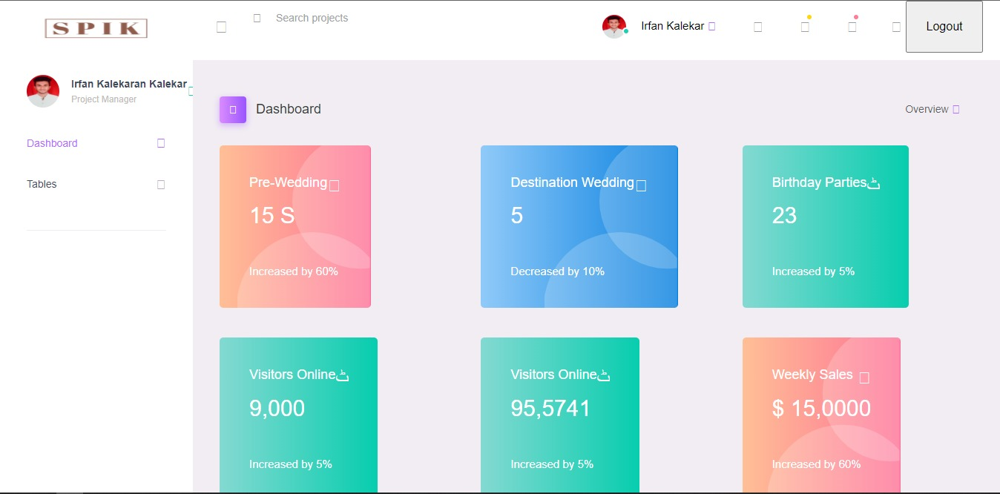 SPIK
Search projects
Irfan Kalekar
Logout
Irfan Kalekaran Kalekar
Project Manager
Dashboard
Tables
Dashboard
Overview
Pre-Wedding
15 S
Increased by 60%
Destination Wedding
5
Decreased by 10%
Birthday Parties
23
Increased by 5%
Visitors Online
9,000
Increased by 5%
Visitors Online
95,5741
Increased by 5%
Weekly Sales
$ 15,0000
Increased by 60%